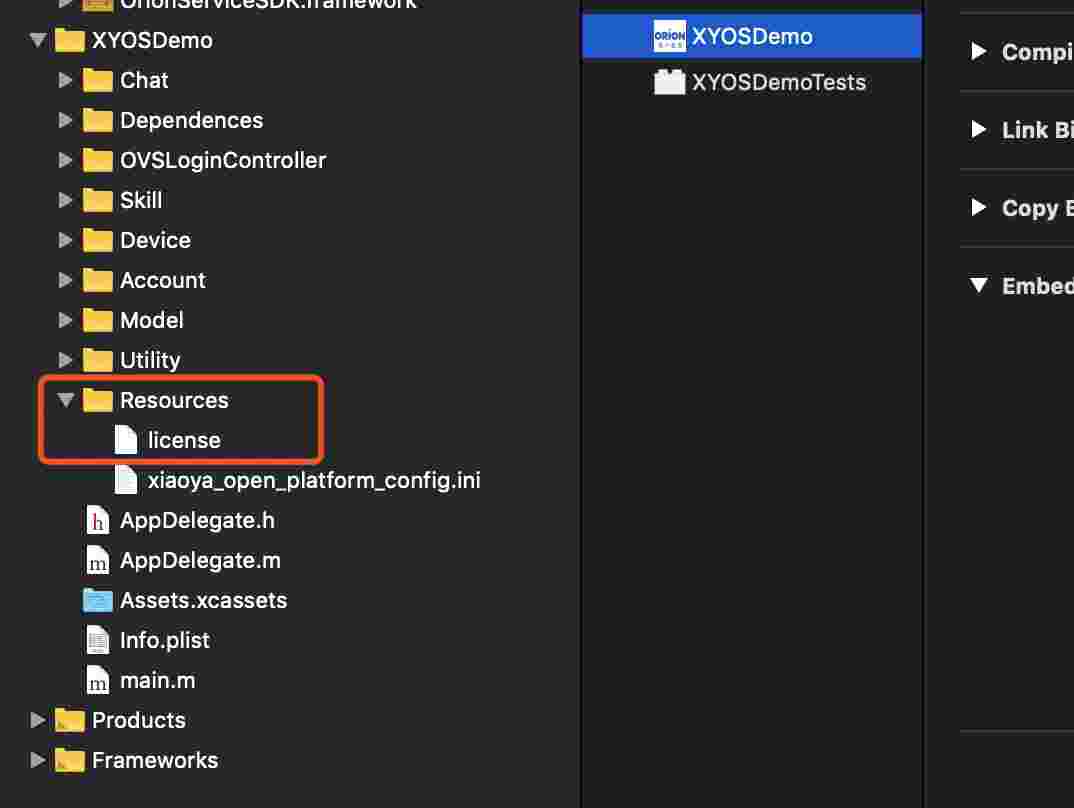 OrionServiceSDK.framework
XYOSDemo
Chat
Dependences
OVSLoginController
Skill
Device
Account
Model
Utility
Resources
license
xiaoya_open_platform_config.ini
h AppDelegate.h
m AppDelegate.m
Assets.xcassets
Info.plist
m main.m
Products
Frameworks
ORION XYOSDemo
XYOSDemoTests
Compi
Link Bi
Copy B
Embed